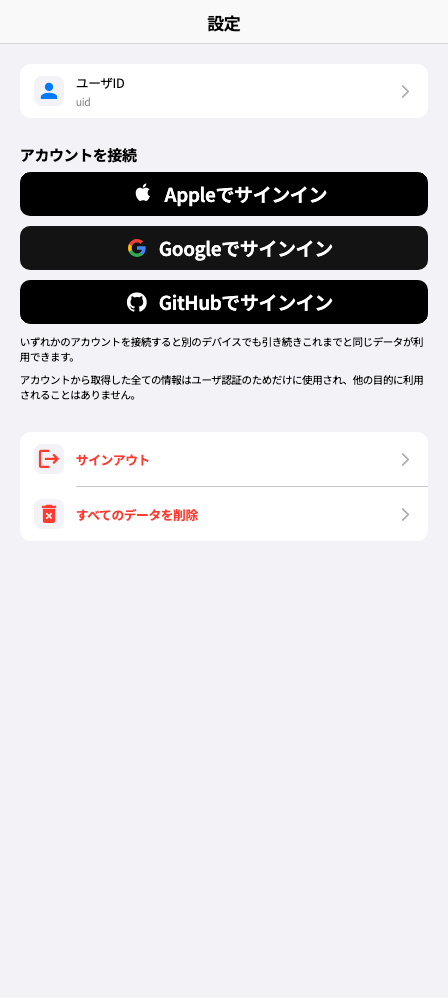 設定
ユーザID
uid
アカウントを接続
Appleでサインイン
Googleでサインイン
GitHubでサインイン
いずれかのアカウントを接続すると別のデバイスでも引き続きこれまでと同じデータが利
用できます。
アカウントから取得した全ての情報はユーザ認証のためだけに使用され、他の目的に利用
されることはありません。
サインアウト
すべてのデータを削除